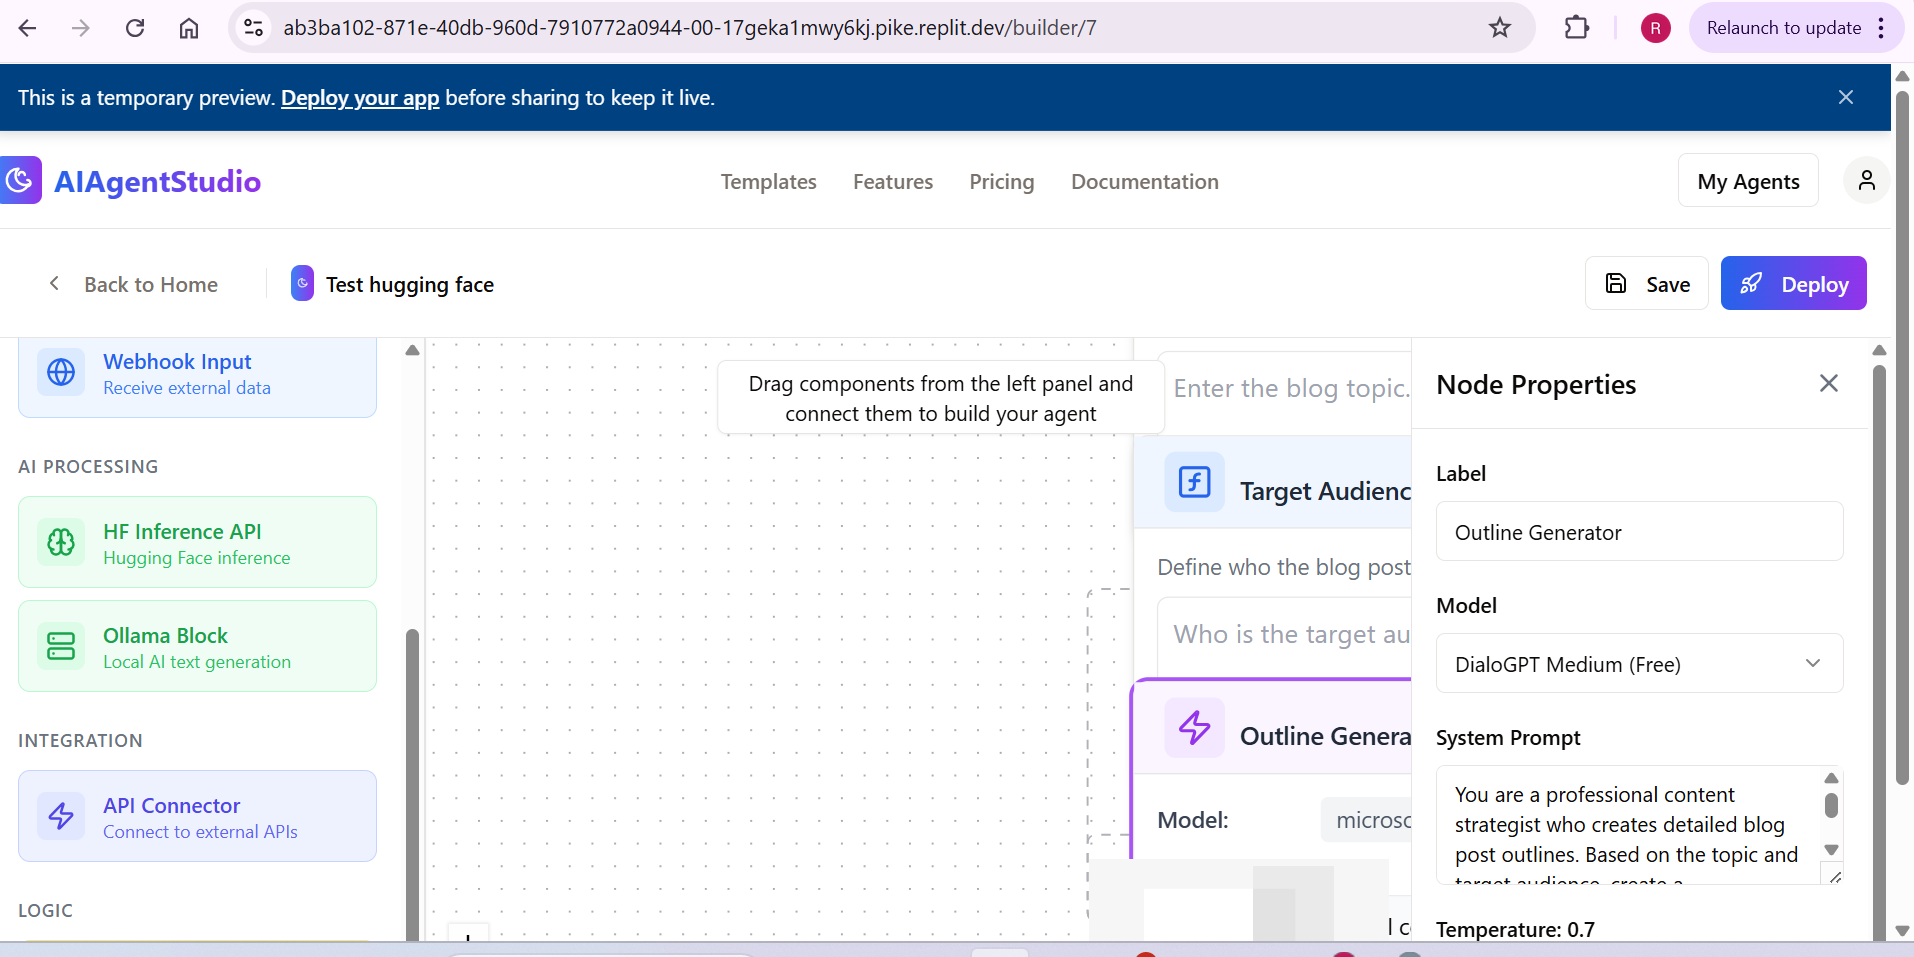 ab3ba102-871e-40db-960d-7910772a0944-00-17geka1mwy6kj.pike.replit.dev/builder/7
R
Relaunch to update
This is a temporary preview. Deploy your app before sharing to keep it live.
AIAgentStudio
Templates
Features
Pricing
Documentation
My Agents
Back to Home
Test hugging face
Save
Deploy
Webhook Input
Receive external data
AI PROCESSING
HF Inference API
Hugging Face inference
Ollama Block
Local AI text generation
INTEGRATION
API Connector
Connect to external APIs
LOGIC
Drag components from the left panel and
connect them to build your agent
Enter the blog topic.
Target Audienc
Define who the blog post
Who is the target au
Outline Genera
Model:
microsc
Node Properties
Label
Outline Generator
Model
DialoGPT Medium (Free)
System Prompt
You are a professional content
strategist who creates detailed blog
post outlines. Based on the topic and
target audience, create a
Temperature: 0.7